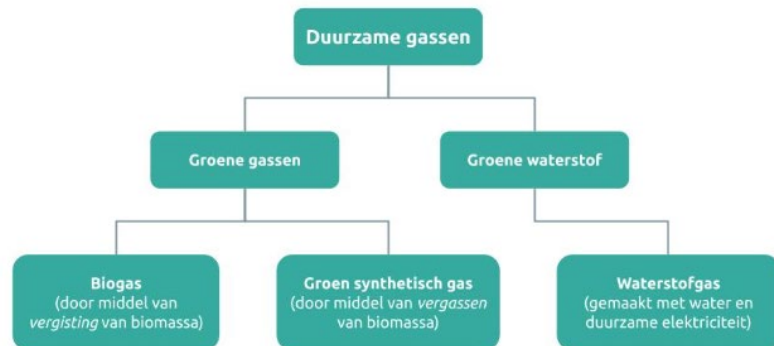 Duurzame gassen
Groene gassen
Groene waterstof
Biogas
(door middel van
vergisting van biomassa)
Groen synthetisch gas
(door middel van vergassen
van biomassa)
Waterstofgas
(gemaakt met water en
duurzame elektriciteit)